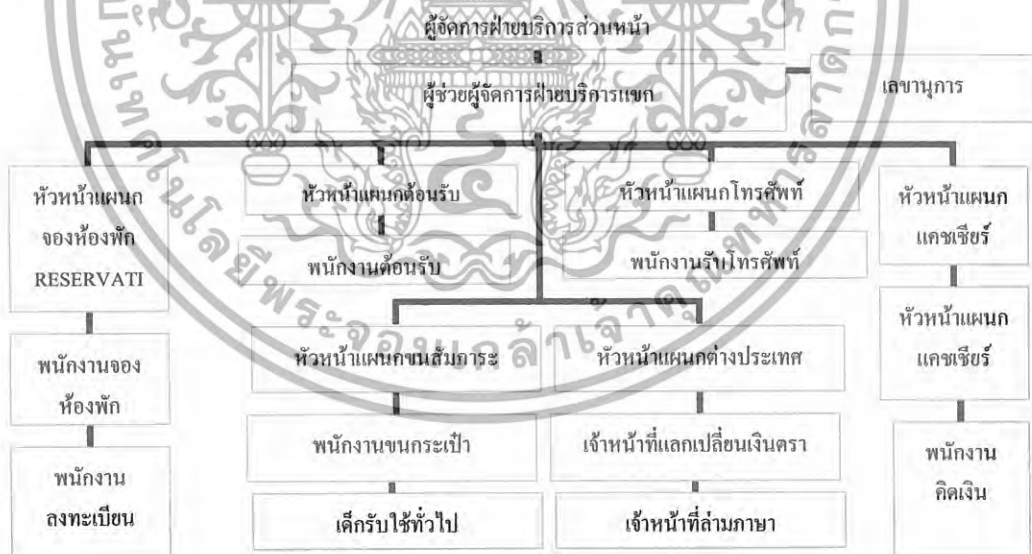 ผู้จัดการฝ่ายบริการส่วนหน้า
ผู้ช่วยผู้จัดการฝ่ายบริการแขก
เลขานุการ
หัวหน้าแผนก
จองห้องพัก
RESERVATI
หัวหน้าแผนกต้อนรับ
หัวหน้าแผนกโทรศัพท์
หัวหน้าแผนก
แคชเชียร์
พนักงานต้อนรับ
พนักงานรับโทรศัพท์
พนักงานจอง
ห้องพัก
หัวหน้าแผนกขนสัมภาระ
หัวหน้าแผนกต่างประเทศ
หัวหน้าแผนก
แคชเชียร์
พนักงาน
ลงทะเบียน
พนักงานขนกระเป๋า
เจ้าหน้าที่แลกเปลี่ยนเงินตรา
พนักงาน
คิดเงิน
เด็กรับใช้ทั่วไป
เจ้าหน้าที่ล่ามภาษา